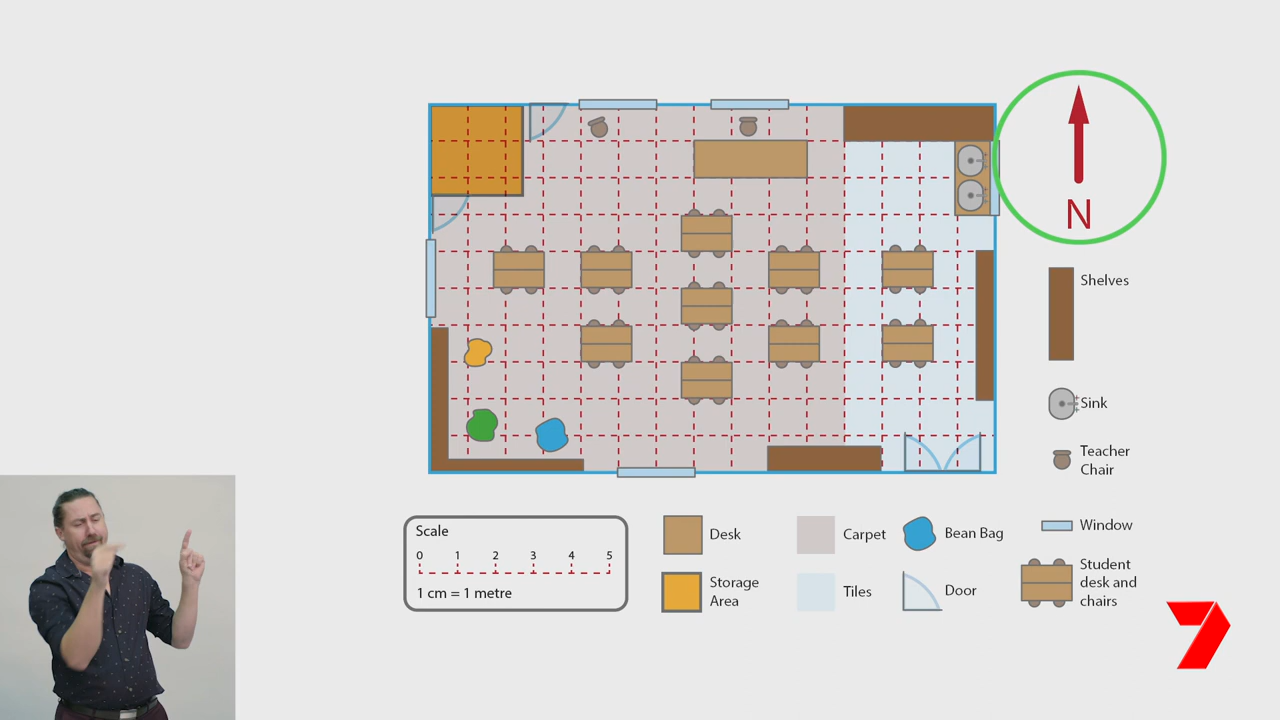 N
Shelves
Sink
Teacher
Chair
Scale
0 1 2 3 4 5
1 cm = 1 metre
Desk
Carpet
Bean Bag
Window
Storage
Area
Tiles
Door
Student
desk and
chairs
7